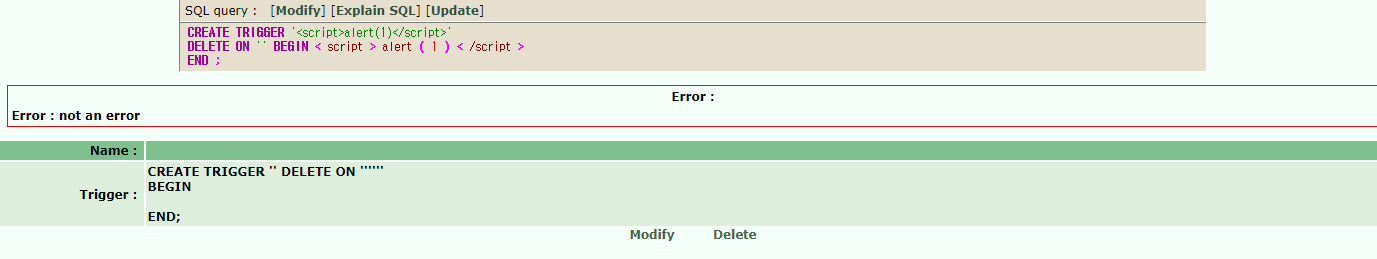 SQL query : [Modify] [Explain SQL] [Update]
CREATE TRIGGER '<script>alert(1)</script>'
DELETE ON '' BEGIN < script > alert ( 1 ) < /script >
END ;
Error :
Error : not an error
Name :
Trigger : CREATE TRIGGER '' DELETE ON ''''''
BEGIN
END;
Modify Delete